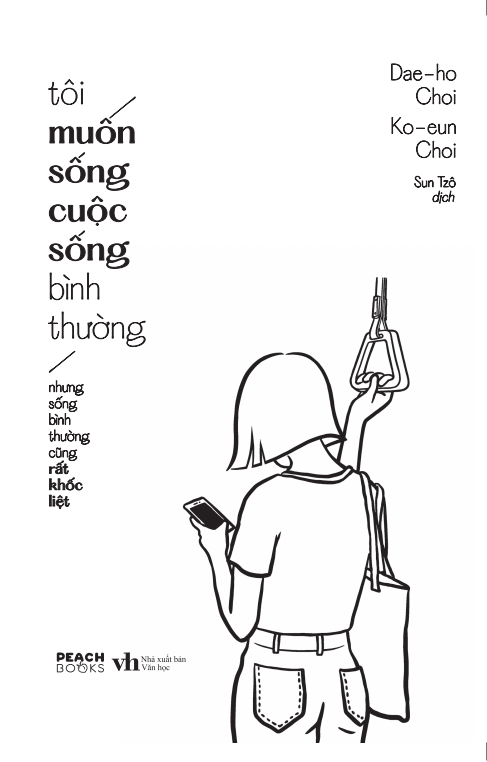 tôi
muốn
sống
cuộc
sống
bình
thường
nhưng
sống
bình
thường
cũng
rất
khốc
liệt
Dae-ho
Choi
Ko-eun
Choi
Sun Tzô
dịch
PEACH
BOOKS
vh
Nhà xuất bản
Văn học